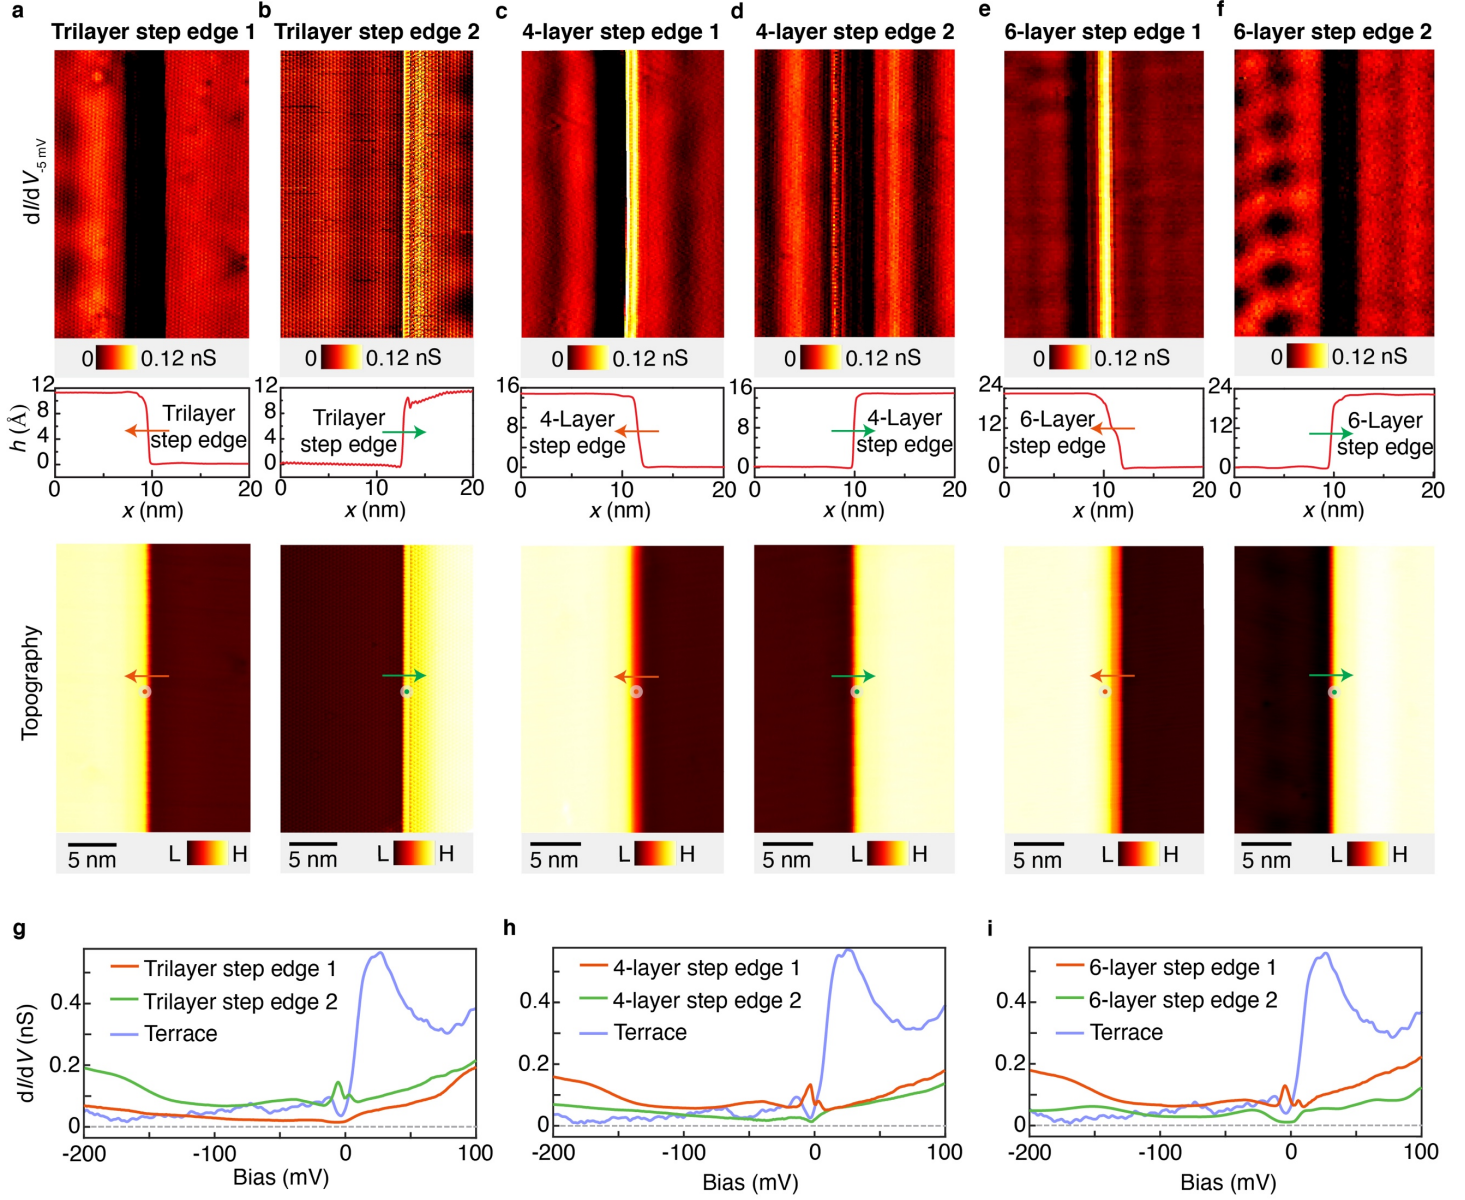 a
Trilayer step edge 1
b
Trilayer step edge 2
c
4-layer step edge 1
d
4-layer step edge 2
e
6-layer step edge 1
f
6-layer step edge 2
dI/dV-5 mV
0 0.12 nS
0 0.12 nS
0 0.12 nS
0 0.12 nS
0 0.12 nS
0 0.12 nS
h (Å)
12
8
4
0
Trilayer
step edge
0 10 20
x (nm)
12
8
4
0
Trilayer
step edge
0 10 20
x (nm)
16
8
0
4-Layer
step edge
0 10 20
x (nm)
16
8
0
4-Layer
step edge
0 10 20
x (nm)
24
12
0
6-Layer
step edge
0 10 20
x (nm)
24
12
0
6-Layer
step edge
0 10 20
x (nm)
Topography
5 nm L H
5 nm L H
5 nm L H
5 nm L H
5 nm L H
5 nm L H
g
dI/dV (nS)
0.4
0.2
0
Trilayer step edge 1
Trilayer step edge 2
Terrace
-200 -100 0 100
Bias (mV)
h
0.4
0.2
0
4-layer step edge 1
4-layer step edge 2
Terrace
-200 -100 0 100
Bias (mV)
i
0.4
0.2
0
6-layer step edge 1
6-layer step edge 2
Terrace
-200 -100 0 100
Bias (mV)